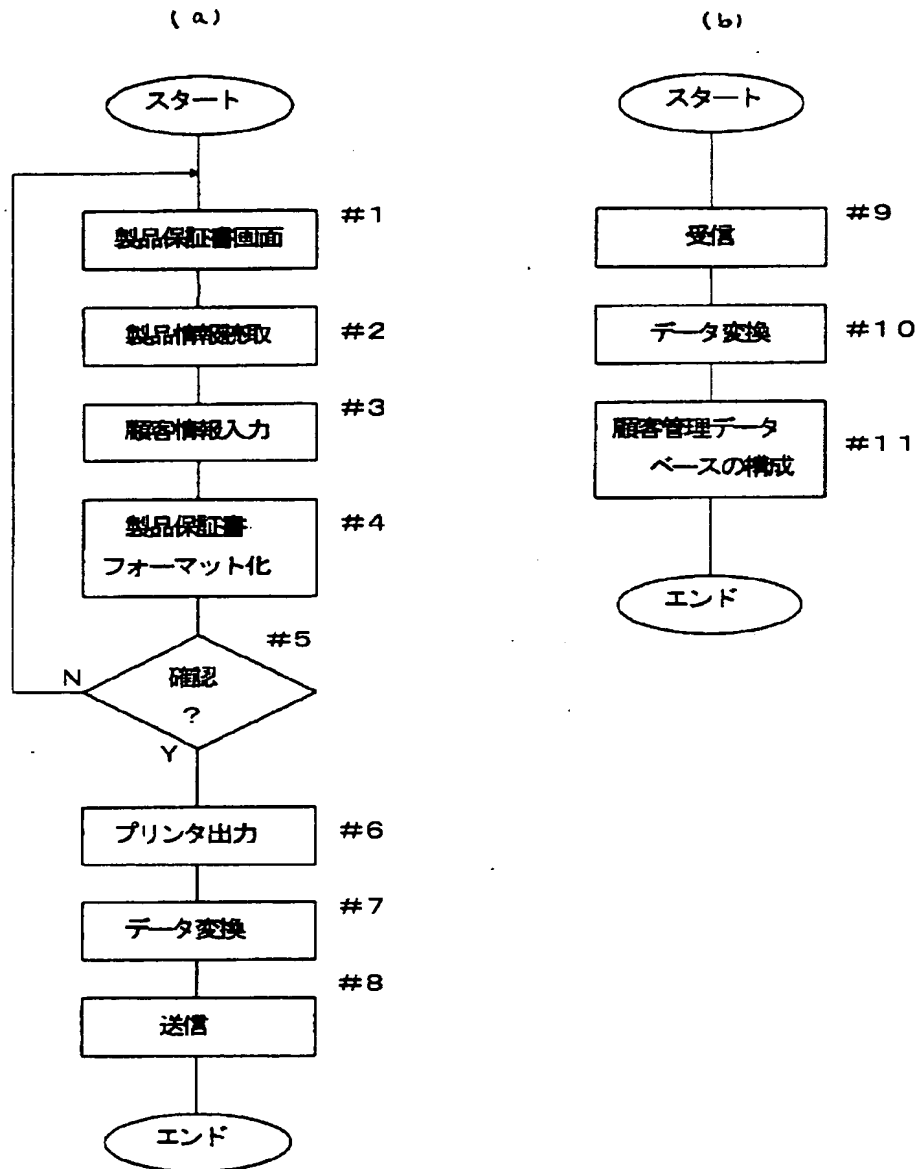 (a)
スタート
#1
製品保証書画面
#2
製品情報読取
#3
顧客情報入力
#4
製品保証書
フォーマット化
#5
確認
?
N
Y
#6
プリンタ出力
#7
データ変換
#8
送信
エンド
(b)
スタート
#9
受信
#10
データ変換
#11
顧客管理データ
ベースの構成
エンド